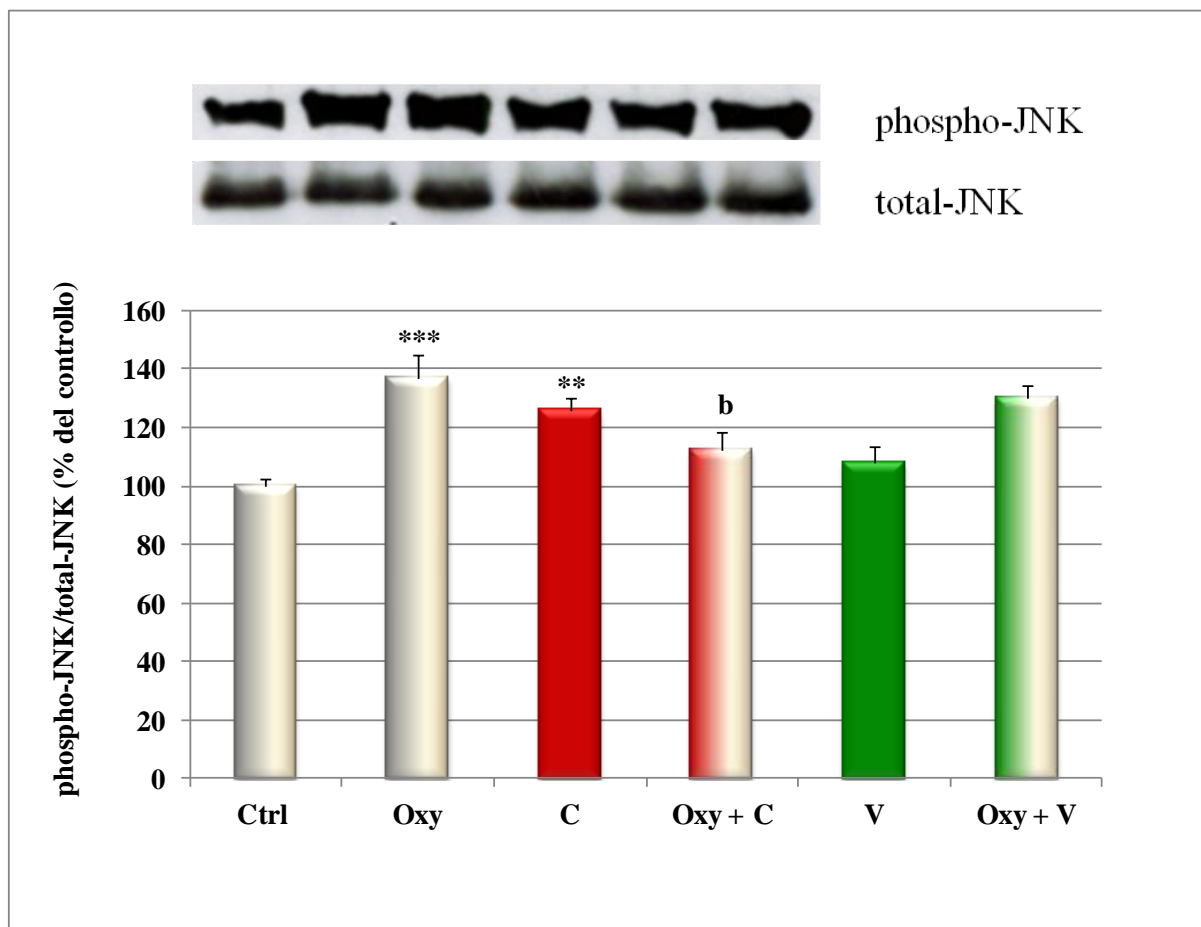 phospho-JNK
total-JNK
phospho-JNK/total-JNK (% del controllo)
160
140
120
100
80
60
40
20
0
***
**
b
Ctrl
Oxy
C
Oxy + C
V
Oxy + V